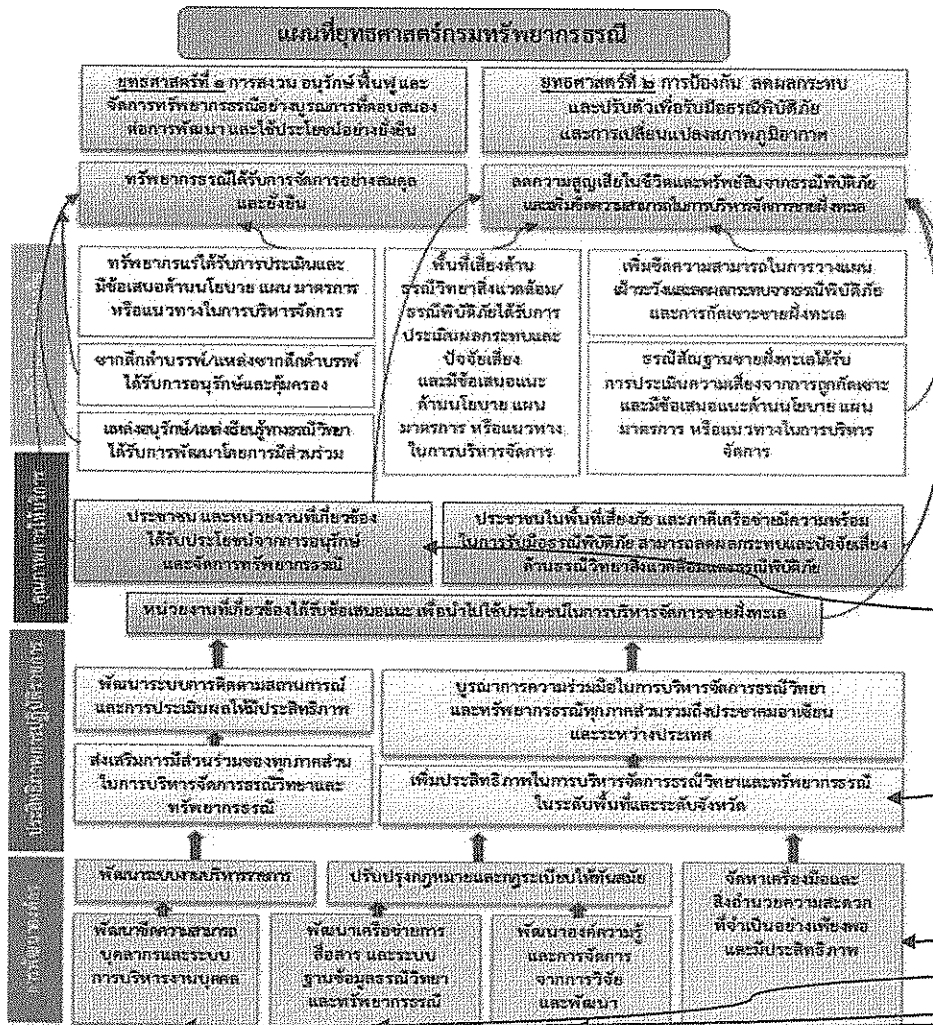 แผนที่ยุทธศาสตร์กรมทรัพยากรธรณี
ยุทธศาสตร์ที่ ๑ การสงวน อนุรักษ์ ฟื้นฟู และ
จัดการทรัพยากรธรณีอย่างบูรณการที่ตอบสนอง
ต่อการพัฒนา และใช้ประโยชน์อย่างยั่งยืน
ยุทธศาสตร์ที่ ๒ การป้องกัน ลดผลกระทบ
และปรับตัวเพื่อรับมือธรณีพิบัติภัย
และการเปลี่ยนแปลงสภาพภูมิอากาศ
ทรัพยากรธรณีได้รับการจัดการอย่างสมดุล
และยั่งยืน
ลดความสูญเสียในชีวิตและทรัพย์สินจากธรณีพิบัติภัย
และเพิ่มขีดความสามารถในการบริหารจัดการชายฝั่งทะเล
ทรัพยากรแร่ได้รับการประเมินและ
มีข้อเสนอด้านนโยบาย แผน มาตรการ
หรือแนวทางในการบริหารจัดการ
ซากดึกดำบรรพ์/แหล่งซากดึกดำบรรพ์
ได้รับการอนุรักษ์และคุ้มครอง
แหล่งอนุรักษ์/แหล่งเรียนรู้ทางธรณีวิทยา
ได้รับการพัฒนาโดยการมีส่วนร่วม
พื้นที่เสี่ยงด้าน
ธรณีวิทยาสิ่งแวดล้อม/
ธรณีพิบัติภัยได้รับการ
ประเมินผลกระทบและ
ปัจจัยเสี่ยง
และมีข้อเสนอแนะ
ด้านนโยบาย แผน
มาตรการ หรือแนวทาง
ในการบริหารจัดการ
เพิ่มขีดความสามารถในการวางแผน
เฝ้าระวังและลดผลกระทบจากธรณีพิบัติภัย
และการกัดเซาะชายฝั่งทะเล
ธรณีสัณฐานชายฝั่งทะเลได้รับ
การประเมินความเสี่ยงจากการถูกกัดเซาะ
และมีข้อเสนอแนะด้านนโยบาย แผน
มาตรการ หรือแนวทางในการบริหาร
จัดการ
ประชาชน และหน่วยงานที่เกี่ยวข้อง
ได้รับประโยชน์จากการอนุรักษ์
และจัดการทรัพยากรธรณี
ประชาชนในพื้นที่เสี่ยงภัย และภาคีเครือข่ายมีความพร้อม
ในการรับมือธรณีพิบัติภัย สามารถลดผลกระทบและปัจจัยเสี่ยง
ด้านธรณีวิทยาสิ่งแวดล้อมและธรณีพิบัติภัย
หน่วยงานที่เกี่ยวข้องได้รับข้อเสนอแนะ เพื่อนำไปใช้ประโยชน์ในการบริหารจัดการชายฝั่งทะเล
พัฒนาระบบการติดตามสถานการณ์
และการประเมินผลให้มีประสิทธิภาพ
บูรณาการความร่วมมือในการบริหารจัดการธรณีวิทยา
และทรัพยากรธรณีทุกภาคส่วนรวมถึงประชาคมอาเซียน
และระหว่างประเทศ
ส่งเสริมการมีส่วนร่วมของทุกภาคส่วน
ในการบริหารจัดการธรณีวิทยาและ
ทรัพยากรธรณี
เพิ่มประสิทธิภาพในการบริหารจัดการธรณีวิทยาและทรัพยากรธรณี
ในระดับพื้นที่และระดับจังหวัด
พัฒนาระบบงานบริหารราชการ
ปรับปรุงกฎหมายและกฎระเบียบให้ทันสมัย
จัดหาเครื่องมือและ
สิ่งอำนวยความสะดวก
ที่จำเป็นอย่างเพียงพอ
และมีประสิทธิภาพ
พัฒนาขีดความสามารถ
บุคลากรและระบบ
การบริหารงานบุคคล
พัฒนาเครือข่ายการ
สื่อสาร และระบบ
ฐานข้อมูลธรณีวิทยา
และทรัพยากรธรณี
พัฒนาองค์ความรู้
และการจัดการ
จากการวิจัย
และพัฒนา